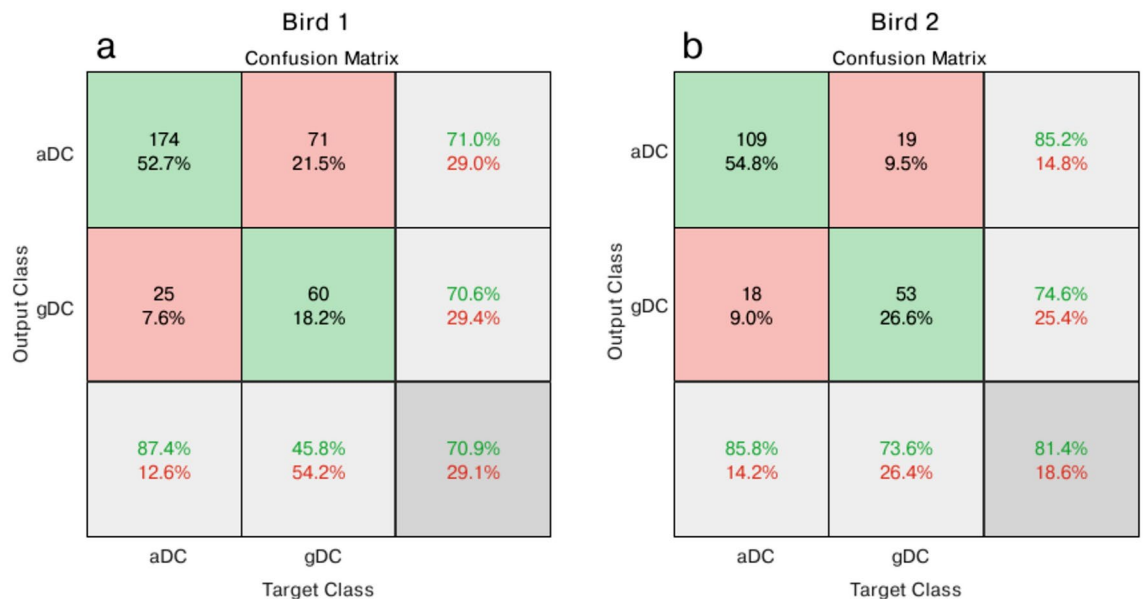 Bird 1
a
Confusion Matrix
aDC
174
52.7%
71
21.5%
71.0%
29.0%
Output Class
gDC
25
7.6%
60
18.2%
70.6%
29.4%
87.4%
12.6%
45.8%
54.2%
70.9%
29.1%
aDC
gDC
Target Class
Bird 2
b
Confusion Matrix
aDC
109
54.8%
19
9.5%
85.2%
14.8%
Output Class
gDC
18
9.0%
53
26.6%
74.6%
25.4%
85.8%
14.2%
73.6%
26.4%
81.4%
18.6%
aDC
gDC
Target Class